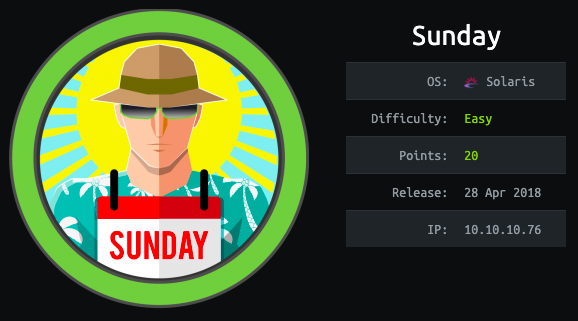 SUNDAY
Sunday
OS: Solaris
Difficulty: Easy
Points: 20
Release: 28 Apr 2018
IP: 10.10.10.76